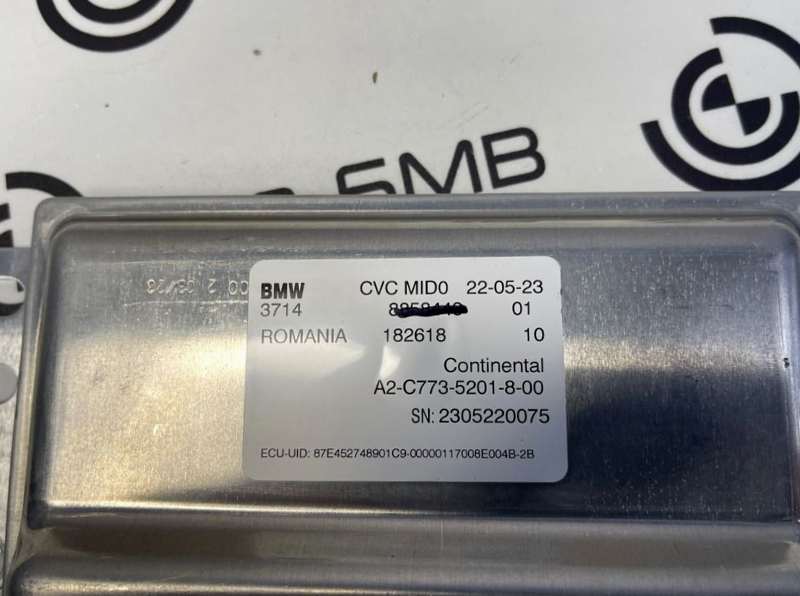 5MB
BMW CVC MID0 22-05-23
3714 01
ROMANIA 182618 10
Continental
A2-C773-5201-8-00
SN: 2305220075
ECU-UID: 87E452748901C9-00000117008E004B-2B